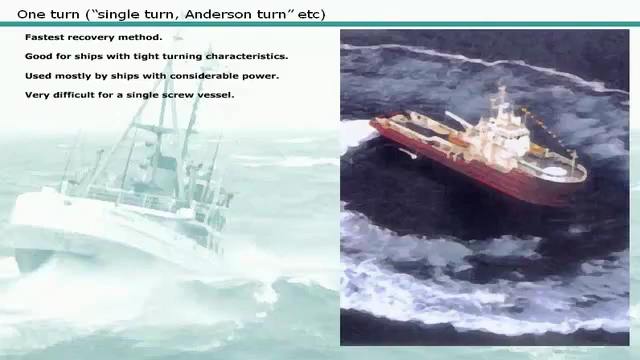 One turn (“single turn, Anderson turn” etc)
Fastest recovery method.
Good for ships with tight turning characteristics.
Used mostly by ships with considerable power.
Very difficult for a single screw vessel.